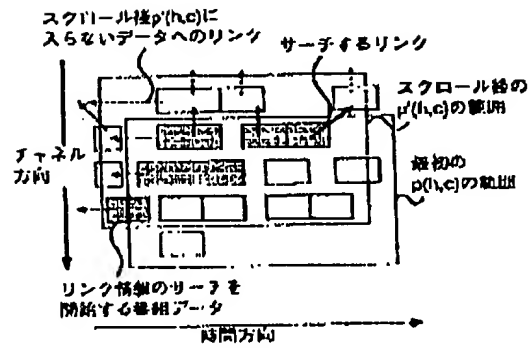 スクロール後p'(h,c)に
入らないデータへのリンク
サーチするリンク
スクロール後の
p'(h,c)の範囲
最初の
p(h,c)の範囲
チャネル
方向
リンク情報のサーチを
開始する番組データ
時間方向